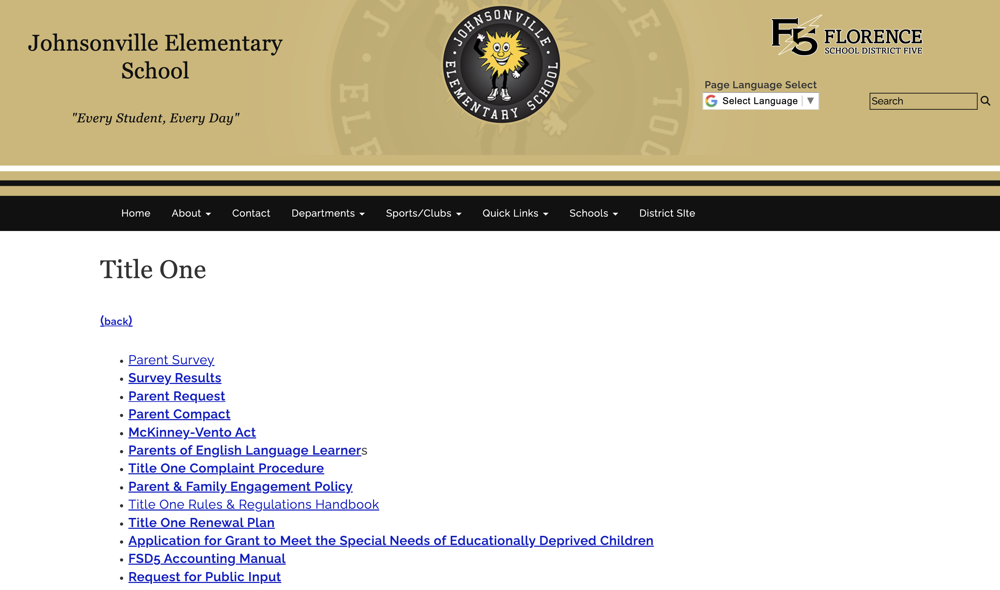 Johnsonville Elementary
School
"Every Student, Every Day"
JOHNSONVILLE
ELEMENTARY SCHOOL
F5 FLORENCE
SCHOOL DISTRICT FIVE
Page Language Select
Select Language ▼
Search
Home About Contact Departments Sports/Clubs Quick Links Schools District SIte
Title One
(back)
Parent Survey
Survey Results
Parent Request
Parent Compact
McKinney-Vento Act
Parents of English Language Learners
Title One Complaint Procedure
Parent & Family Engagement Policy
Title One Rules & Regulations Handbook
Title One Renewal Plan
Application for Grant to Meet the Special Needs of Educationally Deprived Children
FSD5 Accounting Manual
Request for Public Input